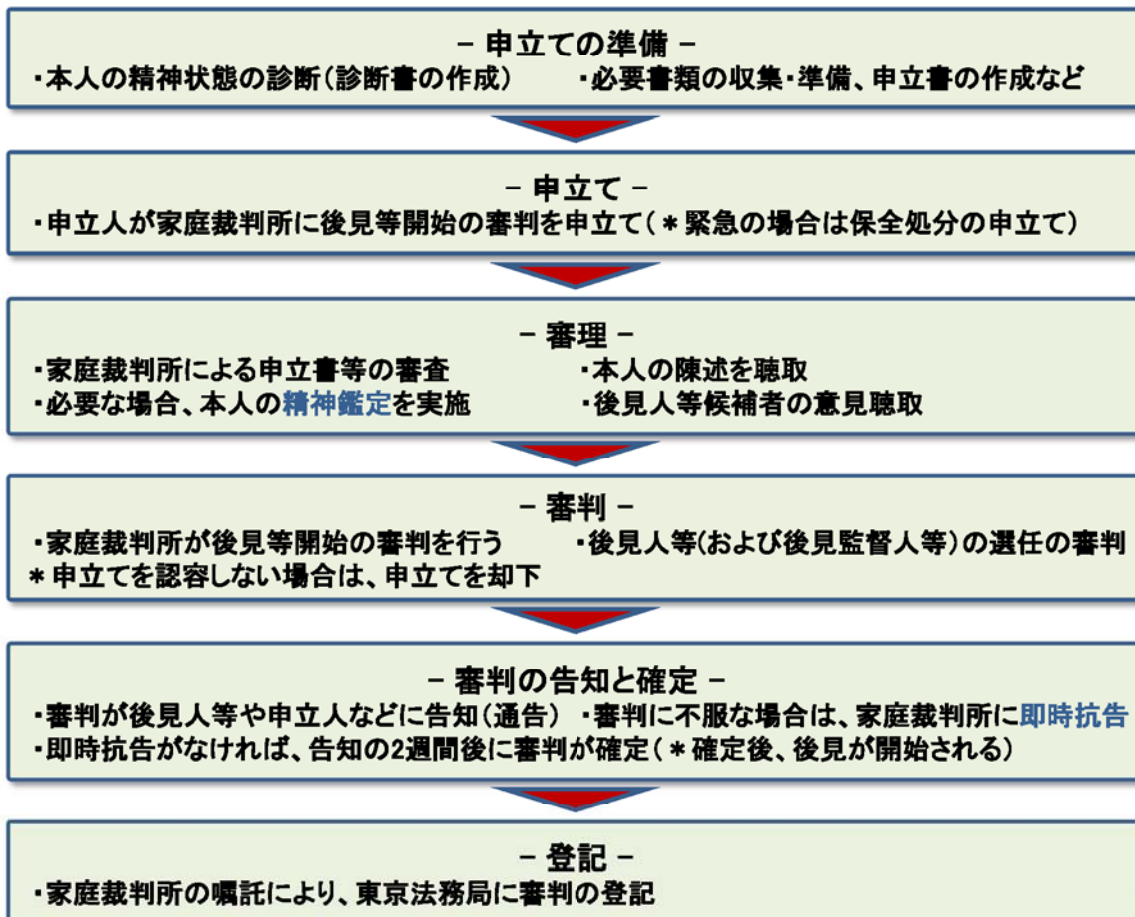 – 申立ての準備 –
・本人の精神状態の診断(診断書の作成)　・必要書類の収集・準備、申立書の作成など
– 申立て –
・申立人が家庭裁判所に後見等開始の審判を申立て(*緊急の場合は保全処分の申立て)
– 審理 –
・家庭裁判所による申立書等の審査　・本人の陳述を聴取
・必要な場合、本人の精神鑑定を実施　・後見人等候補者の意見聴取
– 審判 –
・家庭裁判所が後見等開始の審判を行う　・後見人等(および後見監督人等)の選任の審判
*申立てを認容しない場合は、申立てを却下
– 審判の告知と確定 –
・審判が後見人等や申立人などに告知(通告)　・審判に不服な場合は、家庭裁判所に即時抗告
・即時抗告がなければ、告知の2週間後に審判が確定(*確定後、後見が開始される)
– 登記 –
・家庭裁判所の嘱託により、東京法務局に審判の登記